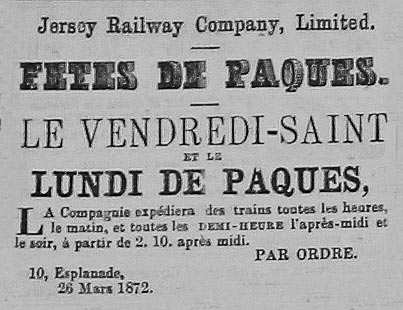 Jersey Railway Company, Limited.
FETES DE PAQUES.
LE VENDREDI-SAINT
ET LE
LUNDI DE PAQUES,
LA Compagnie expédiera des trains toutes les heures,
le matin, et toutes les DEMI-HEURE l'après-midi et
le soir, à partir de 2. 10. après midi.
PAR ORDRE.
10, Esplanade,
26 Mars 1872.